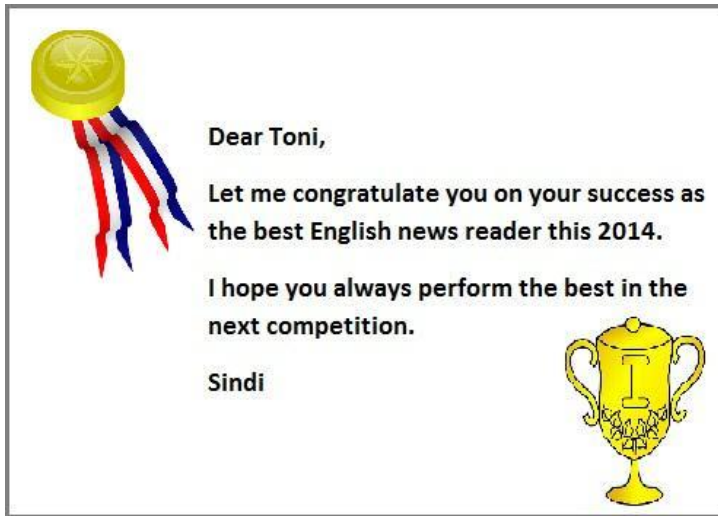 Dear Toni,
Let me congratulate you on your success as
the best English news reader this 2014.
I hope you always perform the best in the
next competition.
Sindi
I